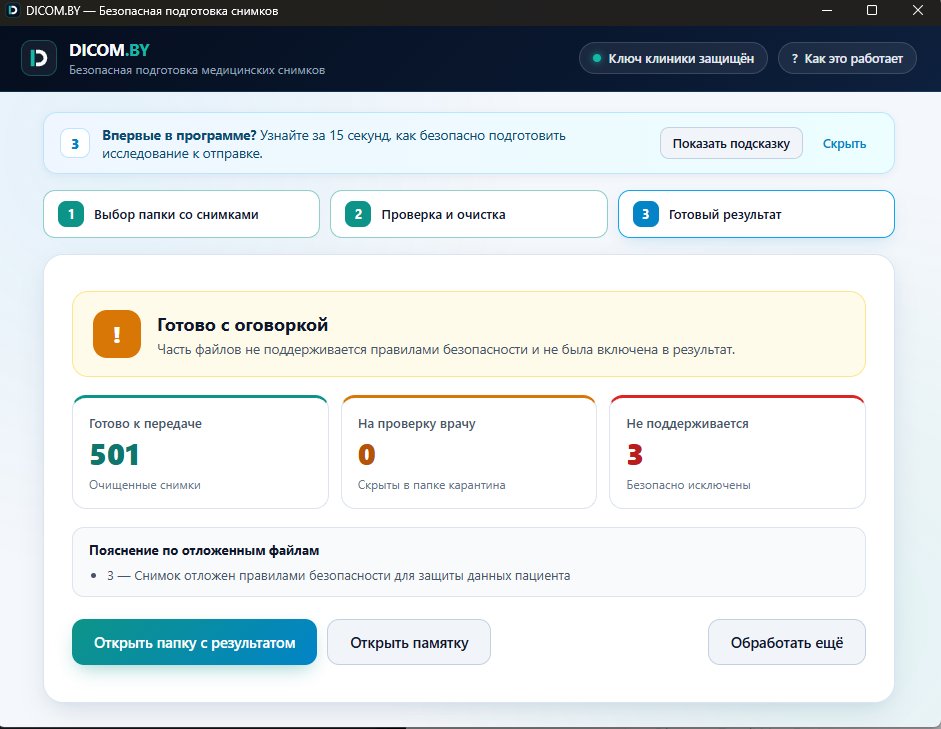 DICOM.BY — Безопасная подготовка снимков
DICOM.BY
Безопасная подготовка медицинских снимков
Ключ клиники защищён
? Как это работает
3
Впервые в программе? Узнайте за 15 секунд, как безопасно подготовить
исследование к отправке.
Показать подсказку
Скрыть
1 Выбор папки со снимками
2 Проверка и очистка
3 Готовый результат
!
Готово с оговоркой
Часть файлов не поддерживается правилами безопасности и не была включена в результат.
Готово к передаче
501
Очищенные снимки
На проверку врачу
0
Скрыты в папке карантина
Не поддерживается
3
Безопасно исключены
Пояснение по отложенным файлам
• 3 — Снимок отложен правилами безопасности для защиты данных пациента
Открыть папку с результатом
Открыть памятку
Обработать ещё